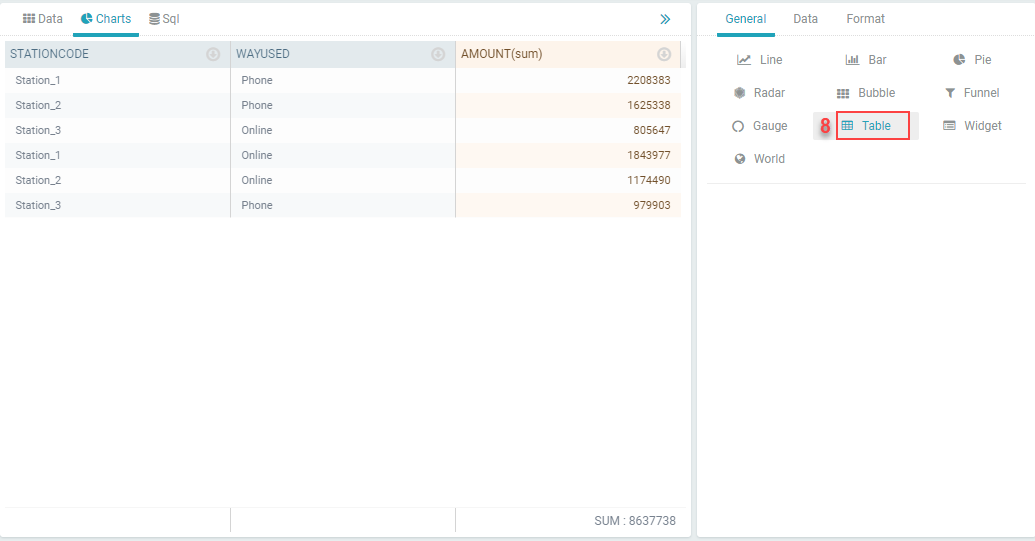 Data Charts Sql
STATIONCODE WAYUSED AMOUNT(sum)
Station_1 Phone 2208383
Station_2 Phone 1625338
Station_3 Online 805647
Station_1 Online 1843977
Station_2 Online 1174490
Station_3 Phone 979903
SUM : 8637738
General Data Format
Line Bar Pie
Radar Bubble Funnel
Gauge 8 Table Widget
World